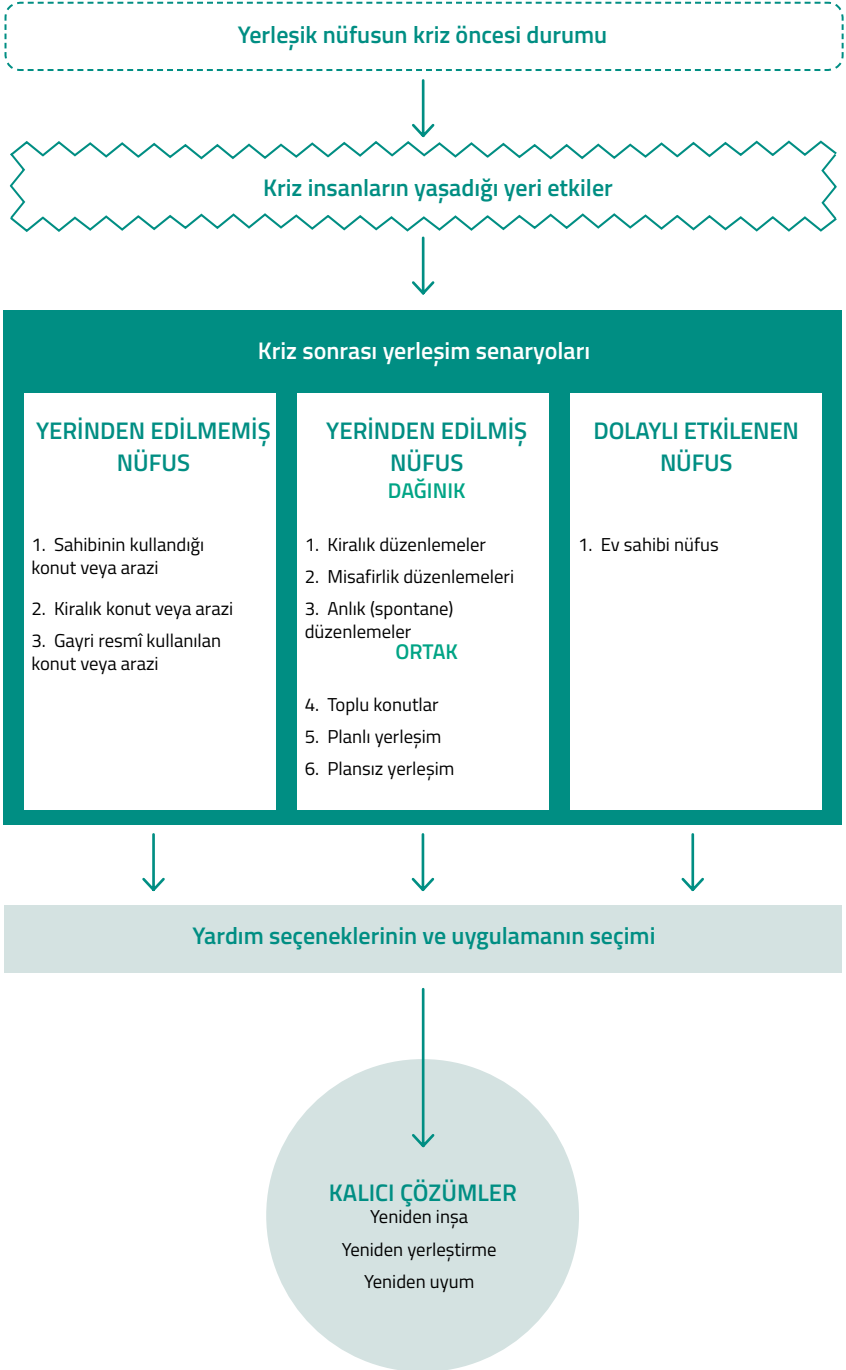 Yerleşik nüfusun kriz öncesi durumu
Kriz insanların yaşadığı yeri etkiler
Kriz sonrası yerleşim senaryoları
YERİNDEN EDİLMEMİŞ
NÜFUS
1. Sahibinin kullandığı
konut veya arazi
2. Kiralık konut veya arazi
3. Gayri resmî kullanılan
konut veya arazi
YERİNDEN EDİLMİŞ
NÜFUS
DAĞINIK
1. Kiralık düzenlemeler
2. Misafirlik düzenlemeleri
3. Anlık (spontane)
düzenlemeler
ORTAK
4. Toplu konutlar
5. Planlı yerleşim
6. Plansız yerleşim
DOLAYLI ETKİLENEN
NÜFUS
1. Ev sahibi nüfus
Yardım seçeneklerinin ve uygulamanın seçimi
KALICI ÇÖZÜMLER
Yeniden inşa
Yeniden yerleştirme
Yeniden uyum